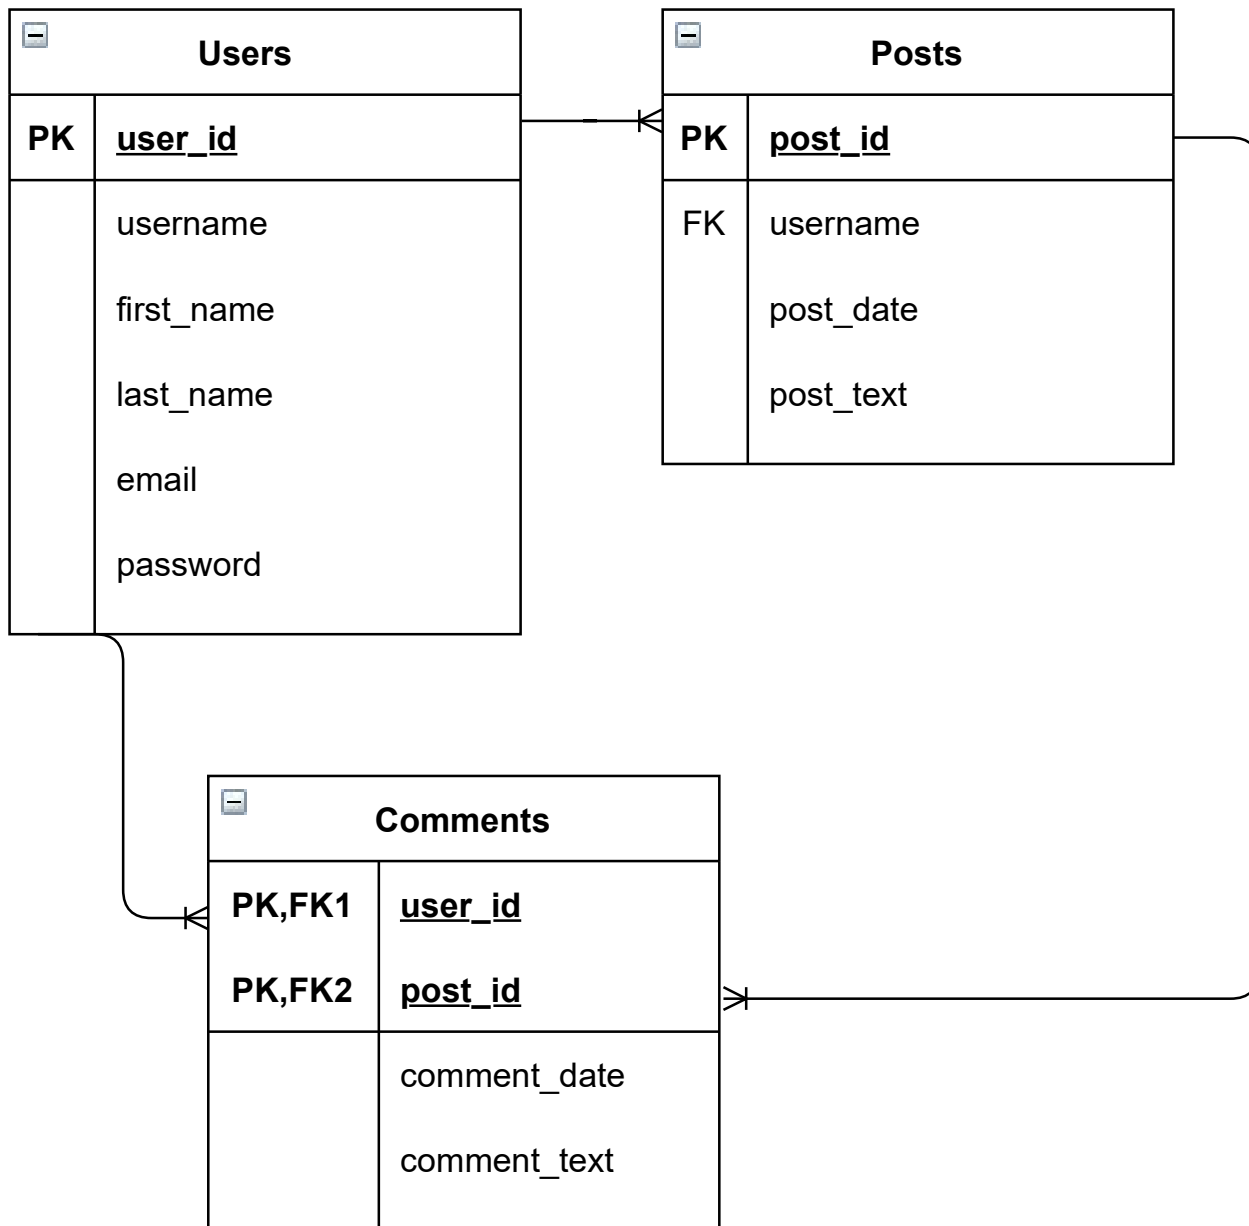 Users
PK user_id
username
first_name
last_name
email
password
Posts
PK post_id
FK username
post_date
post_text
Comments
PK,FK1 user_id
PK,FK2 post_id
comment_date
comment_text